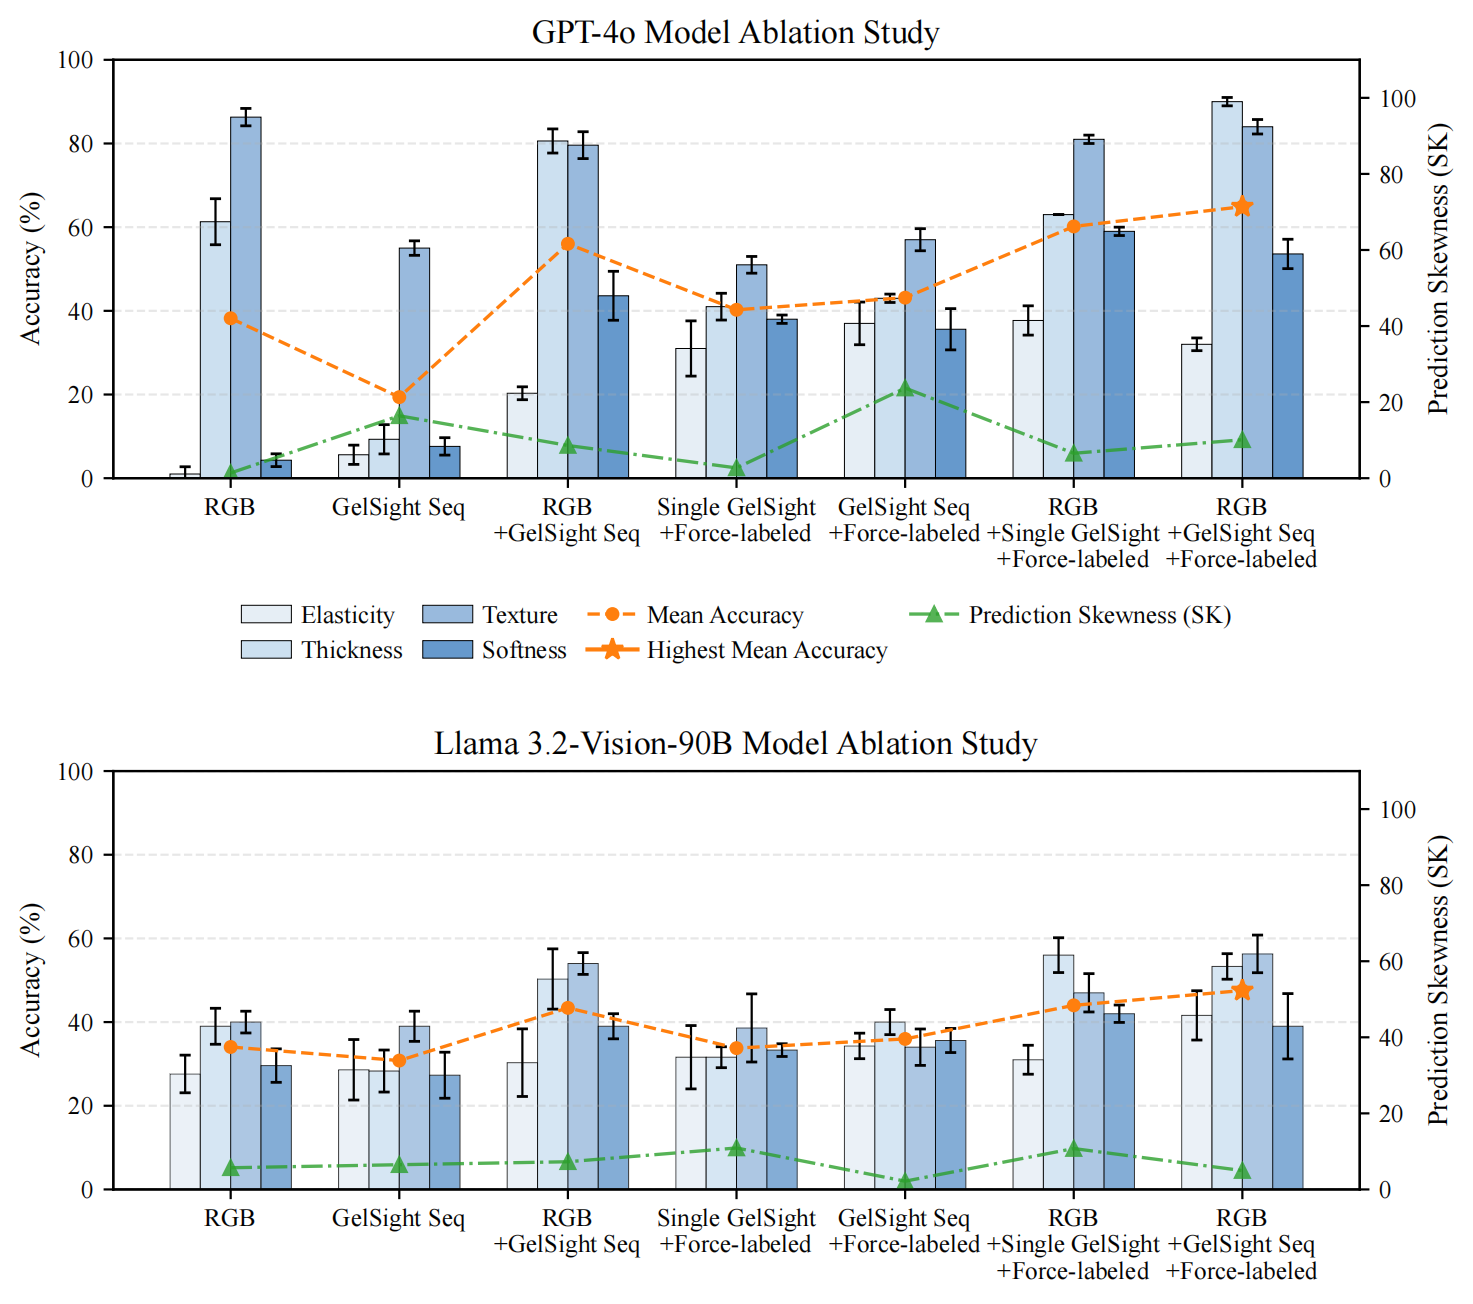 GPT-4o Model Ablation Study
100
80
60
40
20
0
Accuracy (%)
100
80
60
40
20
0
Prediction Skewness (SK)
RGB
GelSight Seq
RGB
+GelSight Seq
Single GelSight
+Force-labeled
GelSight Seq
+Force-labeled
RGB
+Single GelSight
+Force-labeled
RGB
+GelSight Seq
+Force-labeled
Elasticity
Thickness
Texture
Softness
Mean Accuracy
Highest Mean Accuracy
Prediction Skewness (SK)
Llama 3.2-Vision-90B Model Ablation Study
100
80
60
40
20
0
Accuracy (%)
100
80
60
40
20
0
Prediction Skewness (SK)
RGB
GelSight Seq
RGB
+GelSight Seq
Single GelSight
+Force-labeled
GelSight Seq
+Force-labeled
RGB
+Single GelSight
+Force-labeled
RGB
+GelSight Seq
+Force-labeled